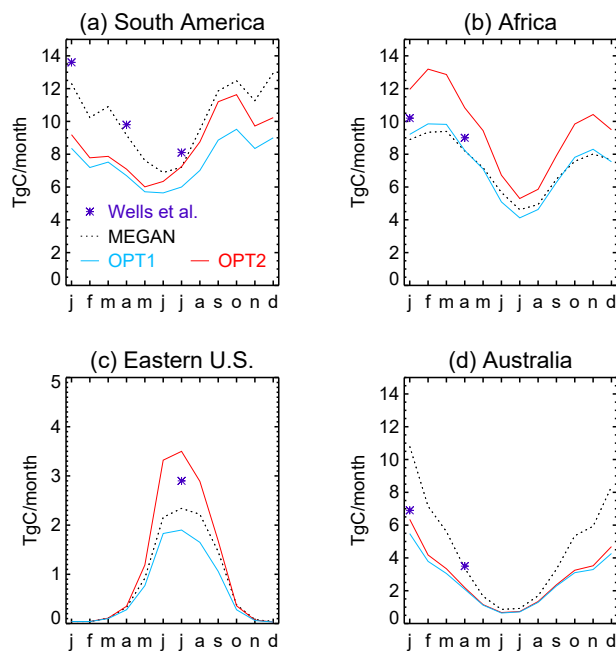 (a) South America
14
12
10
8
6
4
2
0
TgC/month
Wells et al.
MEGAN
OPT1 OPT2
j f m a m j j a s o n d
(b) Africa
14
12
10
8
6
4
2
0
TgC/month
j f m a m j j a s o n d
(c) Eastern U.S.
5
4
3
2
1
0
TgC/month
j f m a m j j a s o n d
(d) Australia
14
12
10
8
6
4
2
0
TgC/month
j f m a m j j a s o n d